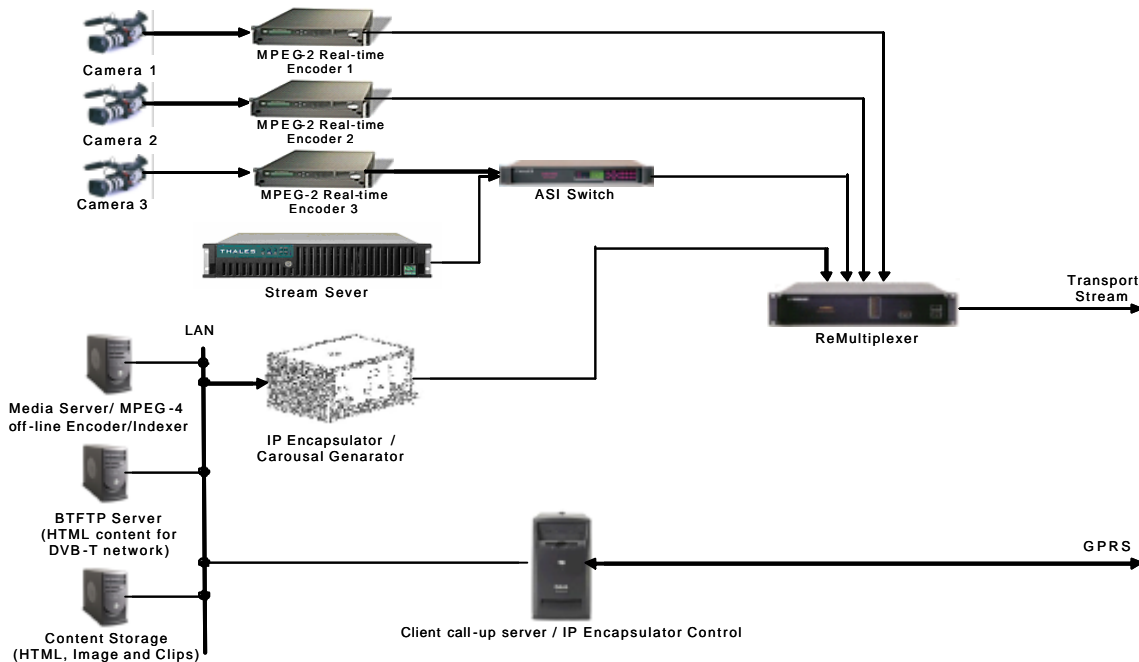 MPEG-2 Real-time
Encoder 1
Camera 1
MPEG-2 Real-time
Encoder 2
Camera 2
MPEG-2 Real-time
Encoder 3
Camera 3
ASI Switch
THALES
Stream Sever
Transport
Stream
ReMultiplexer
LAN
Media Server/ MPEG-4
off-line Encoder/Indexer
IP Encapsulator /
Carousal Genarator
BTFTP Server
(HTML content for
DVB-T network)
GPRS
Content Storage
(HTML, Image and Clips)
Client call-up server / IP Encapsulator Control